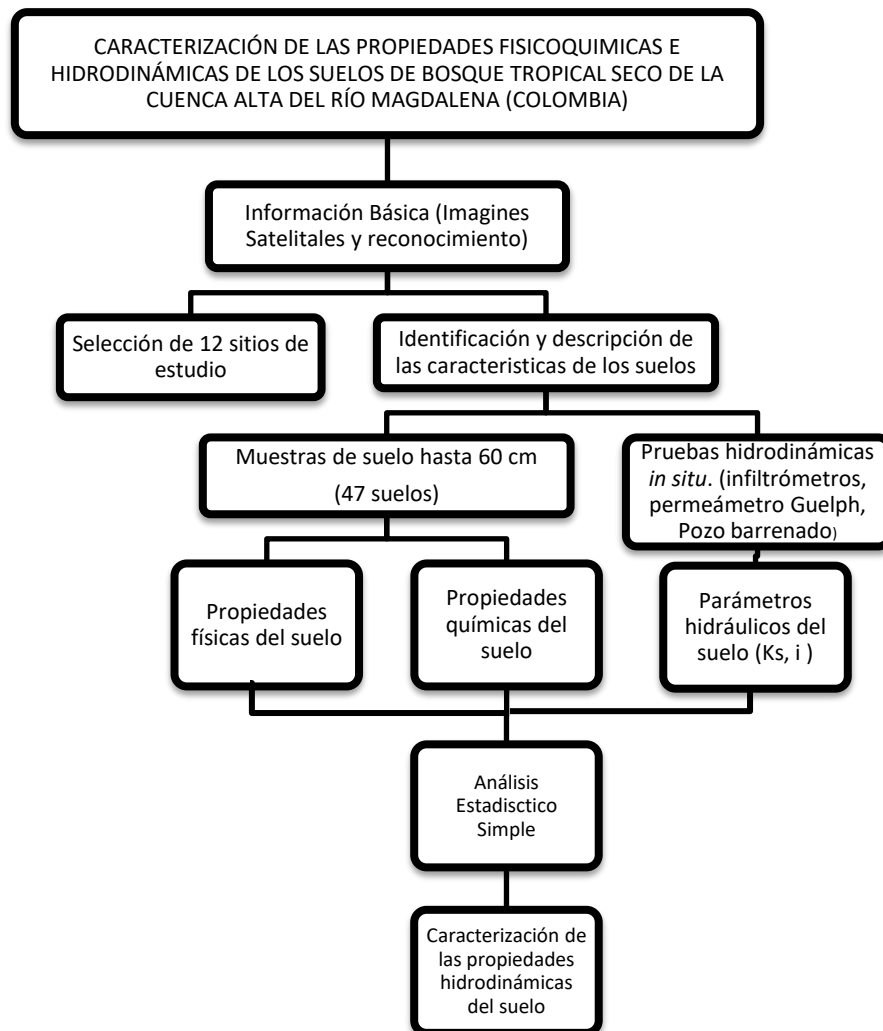 CARACTERIZACIÓN DE LAS PROPIEDADES FISICOQUIMICAS E
HIDRODINÁMICAS DE LOS SUELOS DE BOSQUE TROPICAL SECO DE LA
CUENCA ALTA DEL RÍO MAGDALENA (COLOMBIA)
Información Básica (Imagines
Satelitales y reconocimiento)
Selección de 12 sitios de
estudio
Identificación y descripción de
las caracteristicas de los suelos
Muestras de suelo hasta 60 cm
(47 suelos)
Pruebas hidrodinámicas
in situ. (infiltrómetros,
permeámetro Guelph,
Pozo barrenado)
Propiedades
físicas del suelo
Propiedades
químicas del
suelo
Parámetros
hidráulicos del
suelo (Ks, i )
Análisis
Estadisctico
Simple
Caracterización de
las propiedades
hidrodinámicas
del suelo